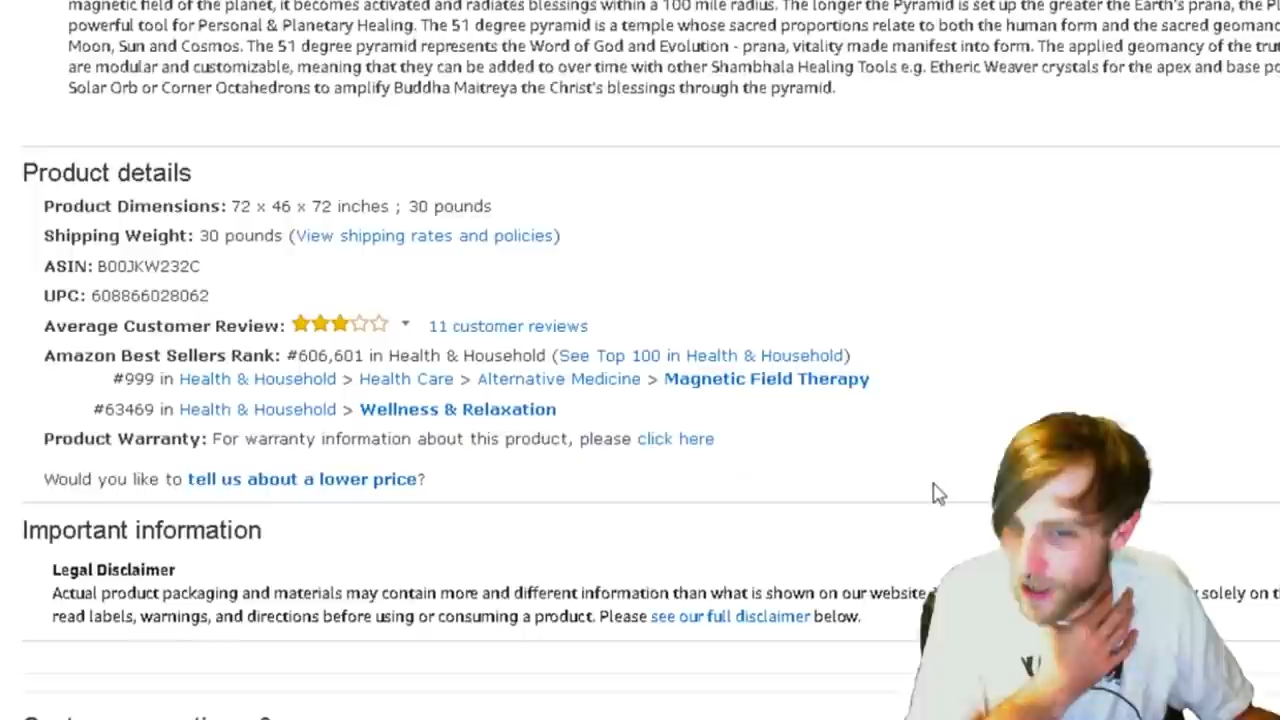 magnetic field of the planet, it becomes activated and radiates blessings within a 100 mile radius. The longer the Pyramid is set up the greater the Earth's prana, the
powerful tool for Personal & Planetary Healing. The 51 degree pyramid is a temple whose sacred proportions relate to both the human form and the sacred
Moon, Sun and Cosmos. The 51 degree pyramid represents the Word of God and Evolution - prana, vitality made manifest into form. The applied geomancy of the
are modular and customizable, meaning that they can be added to over time with other Shambhala Healing Tools e.g. Etheric Weaver crystals for the apex and base
Solar Orb or Corner Octahedrons to amplify Buddha Maitreya the Christ's blessings through the pyramid.
Product details
Product Dimensions: 72 x 46 x 72 inches ; 30 pounds
Shipping Weight: 30 pounds (View shipping rates and policies)
ASIN: B00JKW232C
UPC: 608866028062
Average Customer Review: 11 customer reviews
Amazon Best Sellers Rank: #606,601 in Health & Household (See Top 100 in Health & Household)
#999 in Health & Household > Health Care > Alternative Medicine > Magnetic Field Therapy
#63469 in Health & Household > Wellness & Relaxation
Product Warranty: For warranty information about this product, please click here
Would you like to tell us about a lower price?
Important information
Legal Disclaimer
Actual product packaging and materials may contain more and different information than what is shown on our website solely on
read labels, warnings, and directions before using or consuming a product. Please see our full disclaimer below.